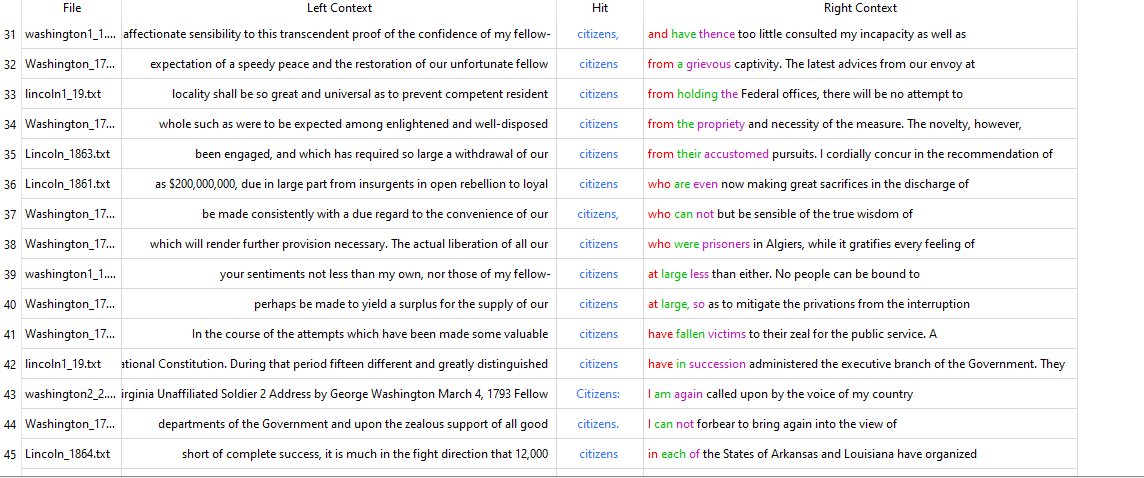 File Left Context Hit Right Context
31 washington1_1.... affectionate sensibility to this transcendent proof of the confidence of my fellow- citizens, and have thence too little consulted my incapacity as well as
32 Washington_17... expectation of a speedy peace and the restoration of our unfortunate fellow citizens from a grievous captivity. The latest advices from our envoy at
33 lincoln1_19.txt locality shall be so great and universal as to prevent competent resident citizens from holding the Federal offices, there will be no attempt to
34 Washington_17... whole such as were to be expected among enlightened and well-disposed citizens from the propriety and necessity of the measure. The novelty, however,
35 Lincoln_1863.txt been engaged, and which has required so large a withdrawal of our citizens from their accustomed pursuits. I cordially concur in the recommendation of
36 Lincoln_1861.txt as $200,000,000, due in large part from insurgents in open rebellion to loyal citizens who are even now making great sacrifices in the discharge of
37 Washington_17... be made consistently with a due regard to the convenience of our citizens, who can not but be sensible of the true wisdom of
38 Washington_17... which will render further provision necessary. The actual liberation of all our citizens who were prisoners in Algiers, while it gratifies every feeling of
39 washington1_1.... your sentiments not less than my own, nor those of my fellow- citizens at large less than either. No people can be bound to
40 Washington_17... perhaps be made to yield a surplus for the supply of our citizens at large, so as to mitigate the privations from the interruption
41 Washington_17... In the course of the attempts which have been made some valuable citizens have fallen victims to their zeal for the public service. A
42 lincoln1_19.txt ational Constitution. During that period fifteen different and greatly distinguished citizens have in succession administered the executive branch of the Government. They
43 washington2_2.... irginia Unaffiliated Soldier 2 Address by George Washington March 4, 1793 Fellow Citizens: I am again called upon by the voice of my country
44 Washington_17... departments of the Government and upon the zealous support of all good citizens. I can not forbear to bring again into the view of
45 Lincoln_1864.txt short of complete success, it is much in the fight direction that 12,000 citizens in each of the States of Arkansas and Louisiana have organized